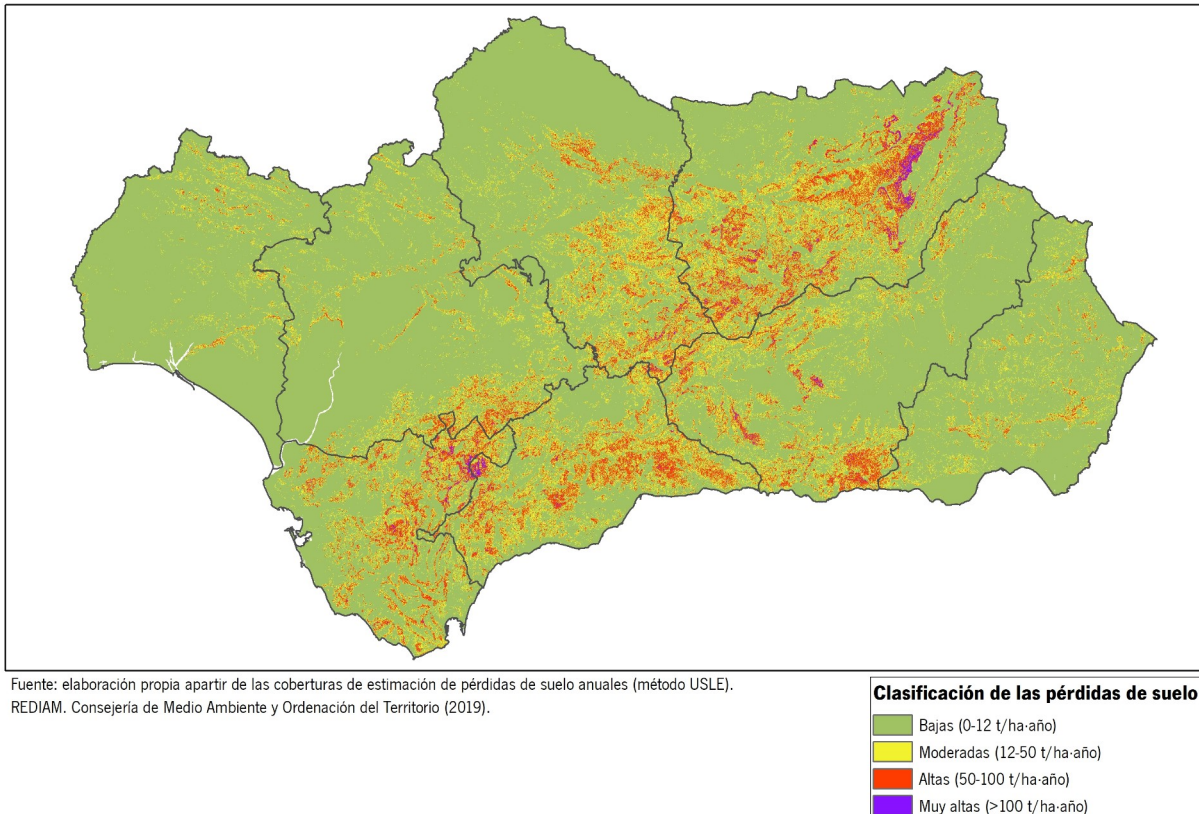 Fuente: elaboración propia apartir de las coberturas de estimación de pérdidas de suelo anuales (método USLE).
REDIAM. Consejería de Medio Ambiente y Ordenación del Territorio (2019).
Clasificación de las pérdidas de suelo
Bajas (0-12 t/ha·año)
Moderadas (12-50 t/ha·año)
Altas (50-100 t/ha·año)
Muy altas (>100 t/ha·año)